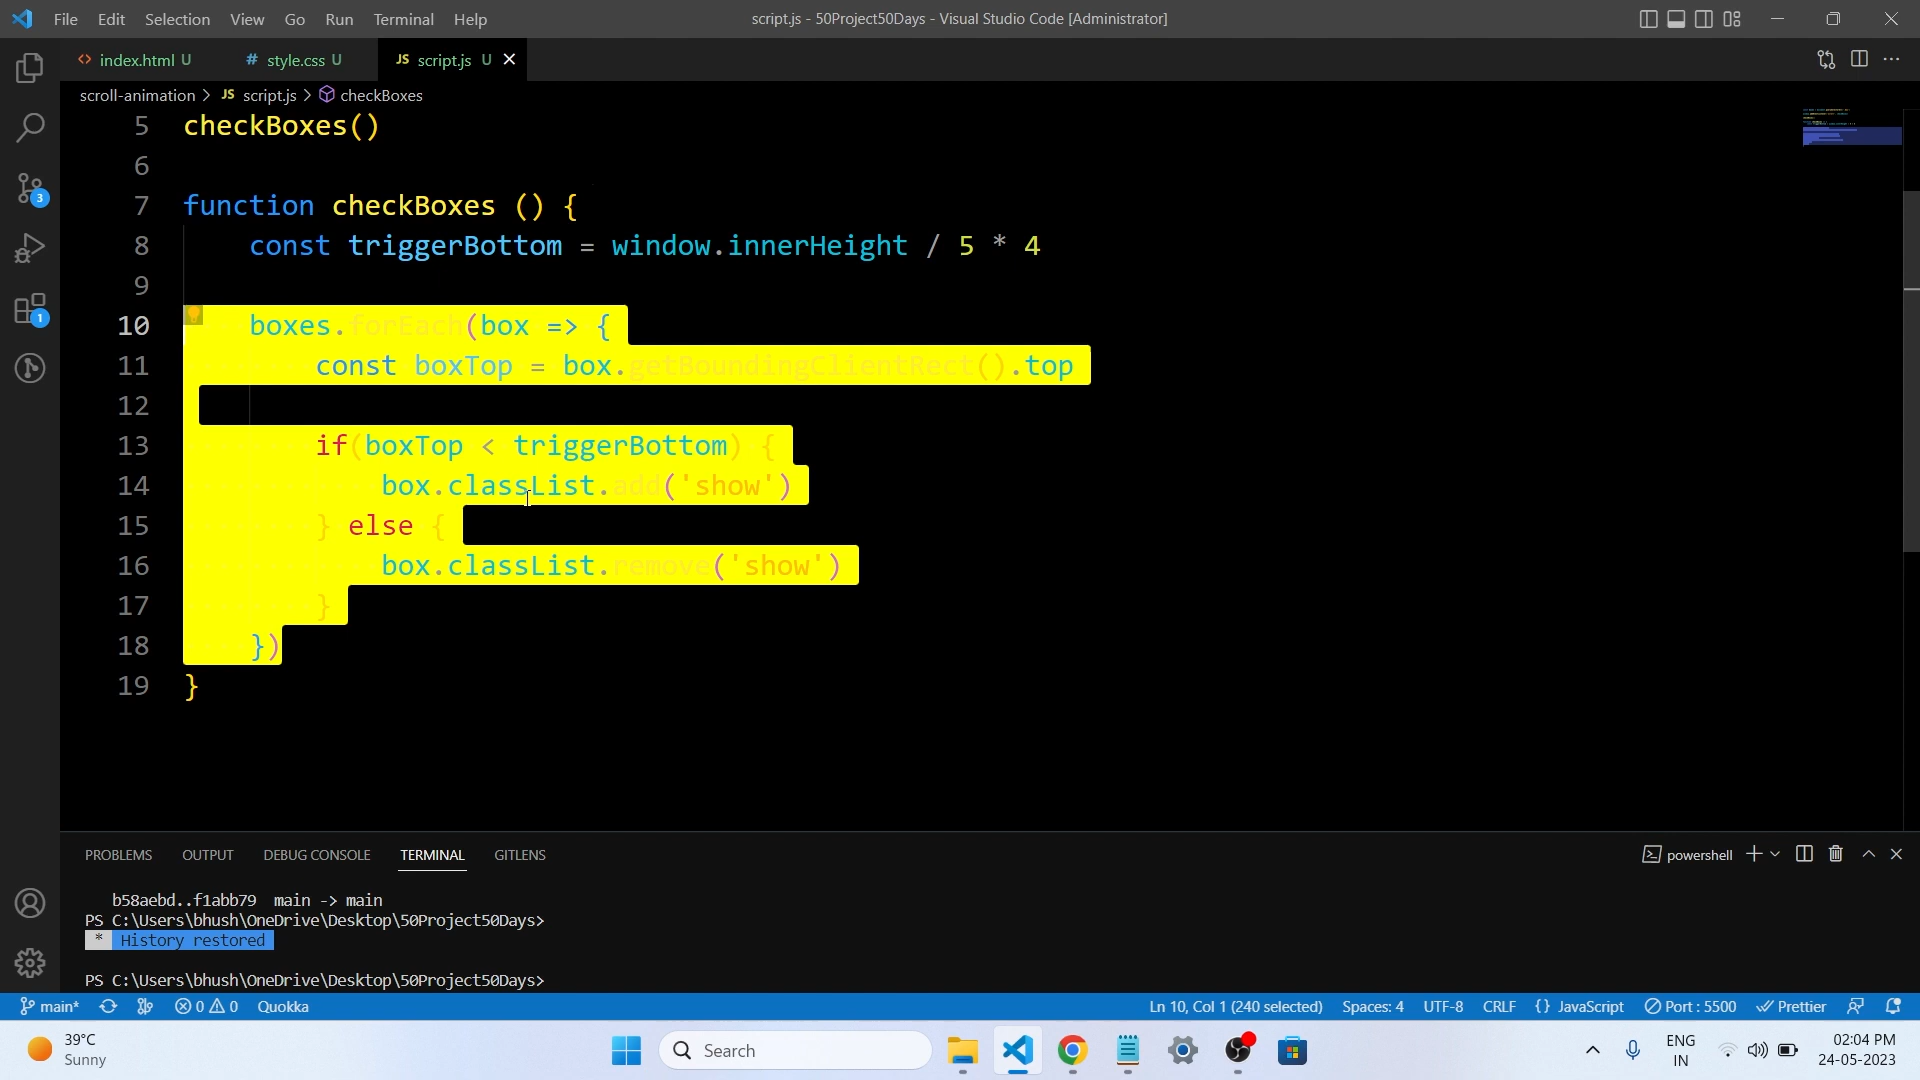 File Edit Selection View Go Run Terminal Help
script.js - 50Project50Days - Visual Studio Code [Administrator]
<> index.html U
# style.css U
JS script.js U
scroll-animation > JS script.js > checkBoxes
5 checkBoxes()
6
7 function checkBoxes () {
8 const triggerBottom = window.innerHeight / 5 * 4
9
10 boxes.forEach(box => {
11 const boxTop = box.getBoundingClientRect().top
12
13 if(boxTop < triggerBottom) {
14 box.classList.add('show')
15 } else {
16 box.classList.remove('show')
17 }
18 })
19 }
3
1
PROBLEMS OUTPUT DEBUG CONSOLE TERMINAL GITLENS
powershell
b58aebd..f1abb79 main -> main
PS C:\Users\bhush\OneDrive\Desktop\50Project50Days>
* History restored
PS C:\Users\bhush\OneDrive\Desktop\50Project50Days>
main* 0 0 Quokka
Ln 10, Col 1 (240 selected) Spaces: 4 UTF-8 CRLF {} JavaScript Port : 5500 Prettier
39°C
Sunny
Search
ENG
IN
02:04 PM
24-05-2023